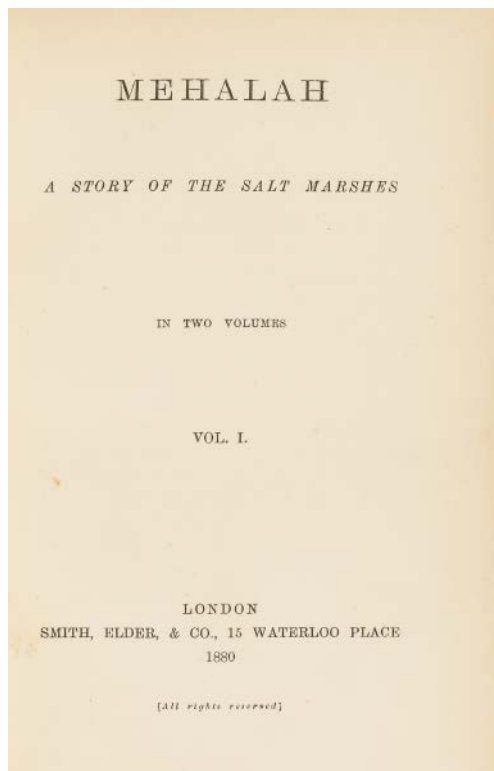 MEHALAH
A STORY OF THE SALT MARSHES
IN TWO VOLUMES
VOL. I.
LONDON
SMITH, ELDER, & CO., 15 WATERLOO PLACE
1880
[All rights reserved]